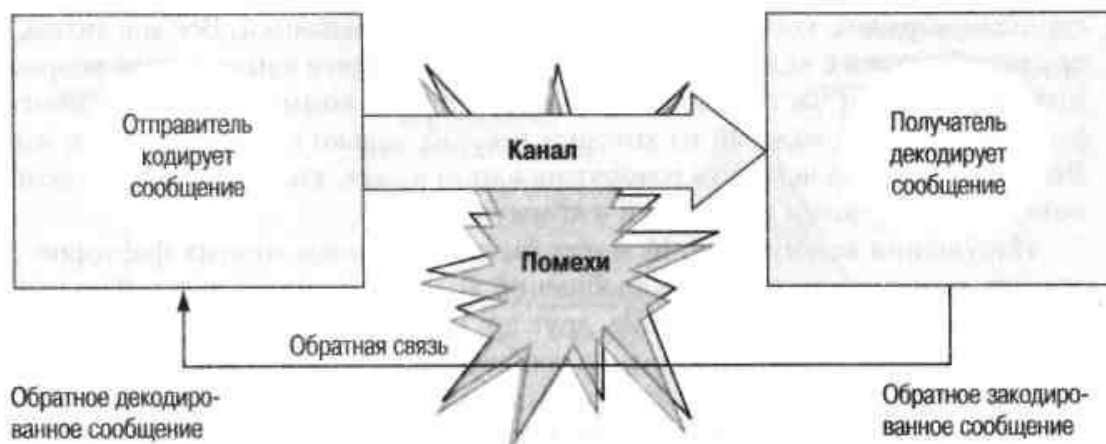 Отправитель
кодирует
сообщение
Канал
Получатель
декодирует
сообщение
Помехи
Обратная связь
Обратное декодиро-
ванное сообщение
Обратное закодиро-
ванное сообщение